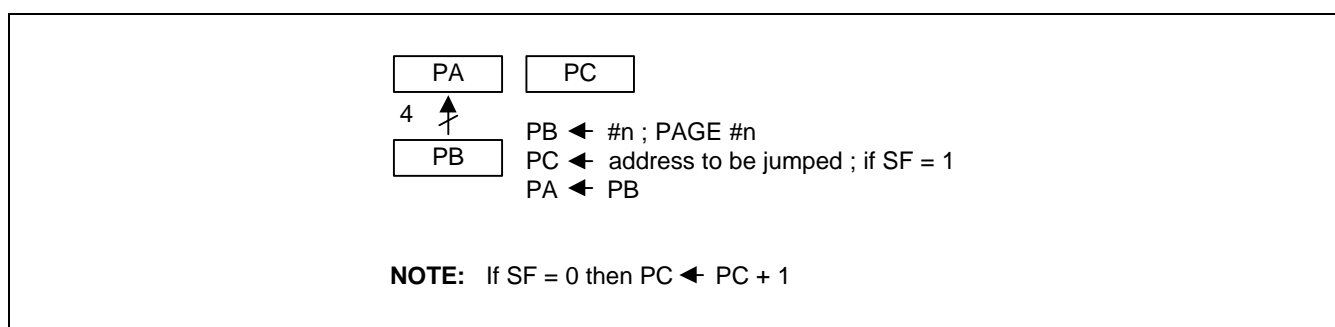 PA PC
4
PB ← #n ; PAGE #n
PB PC ← address to be jumped ; if SF = 1
PA ← PB
NOTE: If SF = 0 then PC ← PC + 1